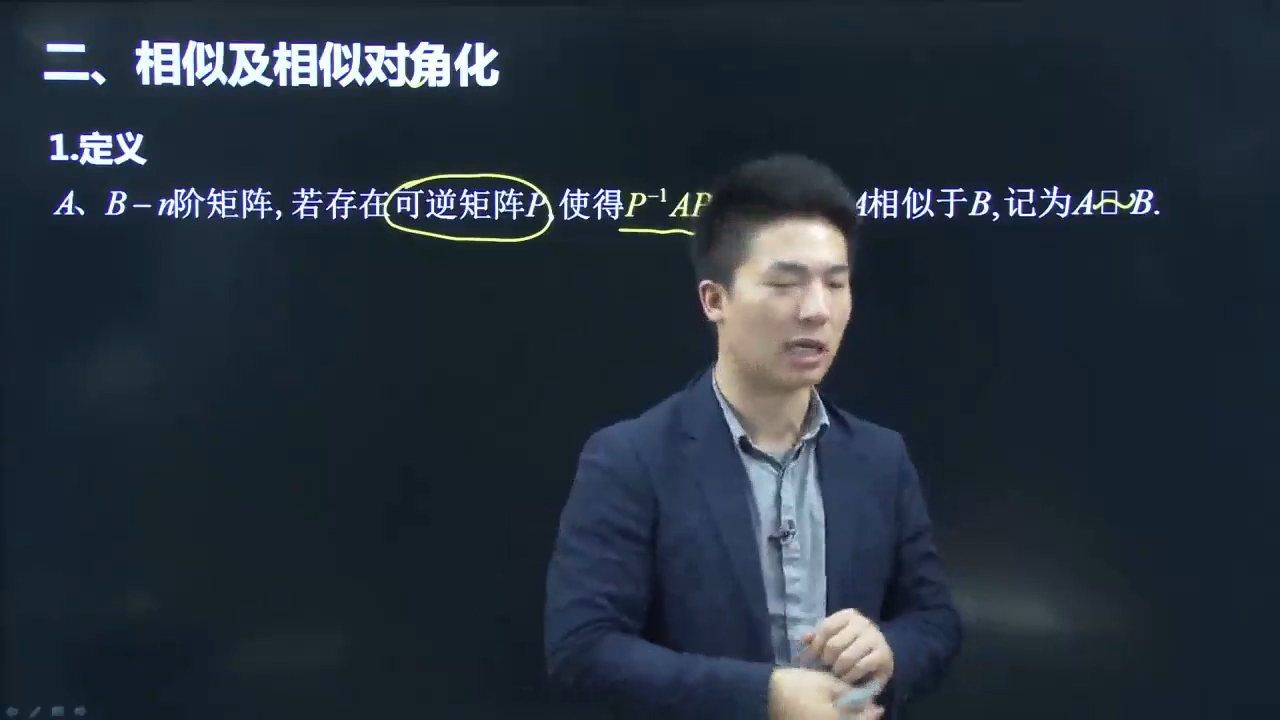 二、相似及相似对角化
1.定义
A、B－n阶矩阵, 若存在可逆矩阵P, 使得P⁻¹AP A相似于B, 记为A□B.